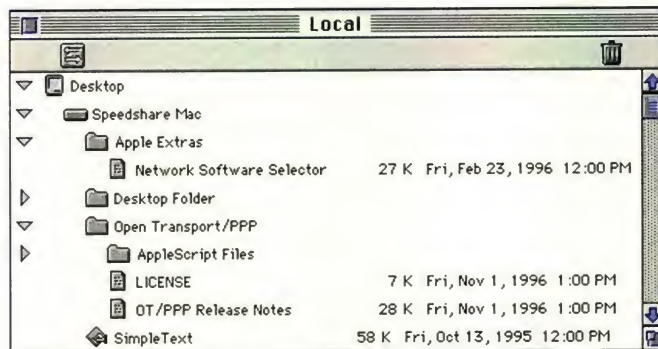 Local
Desktop
Speedshare Mac
Apple Extras
Network Software Selector 27 K Fri, Feb 23, 1996 12:00 PM
Desktop Folder
Open Transport/PPP
AppleScript Files
LICENSE 7 K Fri, Nov 1, 1996 1:00 PM
OT/PPP Release Notes 28 K Fri, Nov 1, 1996 1:00 PM
SimpleText 58 K Fri, Oct 13, 1995 12:00 PM